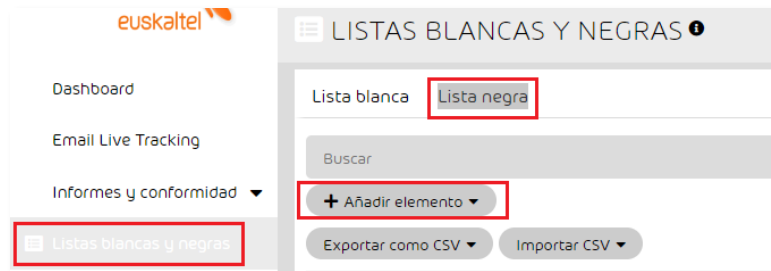 euskaltel
LISTAS BLANCAS Y NEGRAS
Dashboard
Lista blanca
Lista negra
Email Live Tracking
Buscar
Informes y conformidad
+ Añadir elemento
Listas blancas y negras
Exportar como CSV
Importar CSV